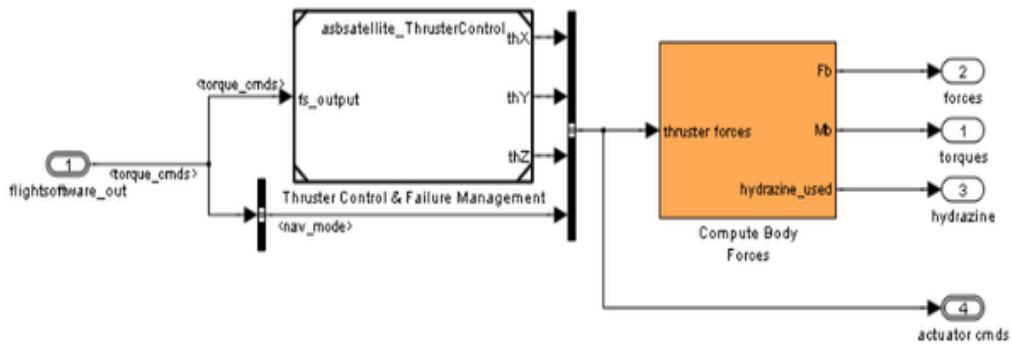 asbsatellite_ThrusterControl
thX
<torque_cmds>
fs_output
thY
thZ
1
<torque_cmds>
flightsoftware_out
Thruster Control & Failure Management
<nav_mode>
Fb
thruster forces
Mb
hydrazine_used
Compute Body
Forces
2
forces
1
torques
3
hydrazine
4
actuator cmds